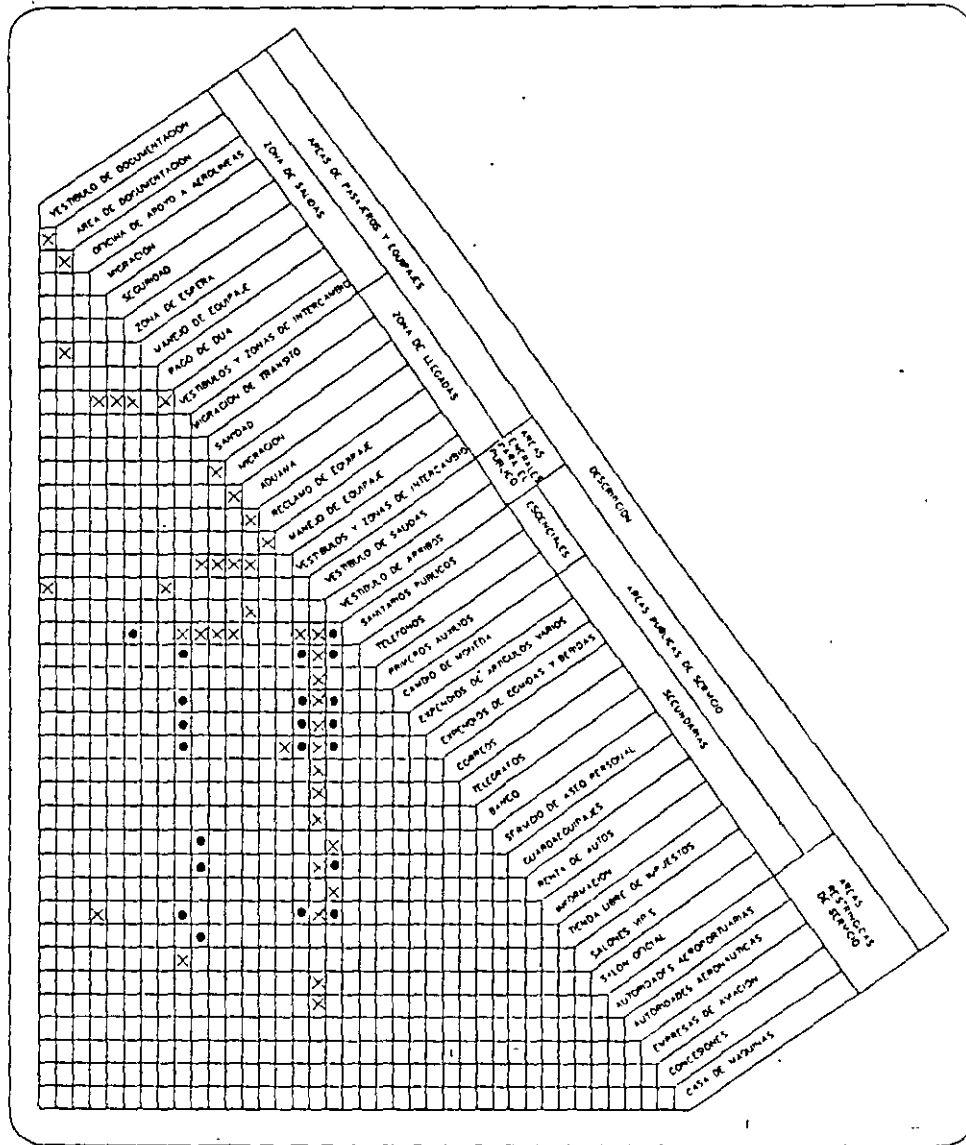 VESTIBULO DE DOCUMENTACION
AREA DE DOCUMENTACION
OFICINA DE APOYO A AEROLINEAS
MIGRACION
SEGURIDAD
ZONA DE ESPERA
MANEJO DE EQUIPAJE
PAGO DE DUA
VESTIBULOS Y ZONAS DE INTERCAMBIO
MIGRACION DE TRANSITO
SANIDAD
MIGRACION
ADUANA
RECLAMO DE EQUIPAJE
MANEJO DE EQUIPAJE
VESTIBULOS Y ZONAS DE INTERCAMBIO
VESTIBULO DE SALIDAS
VESTIBULO DE ARRIBOS
SANITARIOS PUBLICOS
TELEFONOS
PRIMEROS AUXILIOS
CAMBIO DE MONEDA
EXPENDIOS DE ARTICULOS VARIOS
EXPENDIOS DE COMIDAS Y BEBIDAS
CORREOS
TELEGRAFOS
BANCO
SERVICIO DE ASEO PERSONAL
GUARDAEQUIPAJES
RENTA DE AUTOS
INFORMACION
TIENDA LIBRE DE IMPUESTOS
SALONES VIP'S
SALON OFICIAL
AUTORIDADES AEROPORTUARIAS
AUTORIDADES AERONAUTICAS
EMPRESAS DE AVIACION
CONCESIONES
CASA DE MAQUINAS
ZONA DE SALIDAS
ZONA DE LLEGADAS
AREAS
PARA EL
PUBLICO
ESENCIALES
SECUNDARIAS
AREAS DE PASAJEROS Y EQUIPAJES
DESCRIPCION
AREAS PUBLICAS DE SERVICIO
AREAS
DE SERVICIO